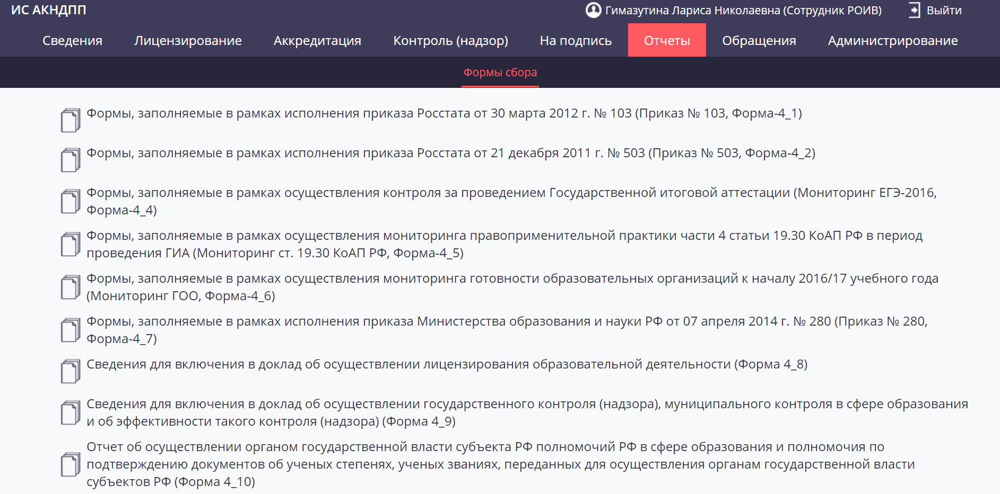 ИС АКНДПП
Гимазутина Лариса Николаевна (Сотрудник РОИВ)
Выйти
Сведения
Лицензирование
Аккредитация
Контроль (надзор)
На подпись
Отчеты
Обращения
Администрирование
Формы сбора
Формы, заполняемые в рамках исполнения приказа Росстата от 30 марта 2012 г. № 103 (Приказ № 103, Форма-4_1)
Формы, заполняемые в рамках исполнения приказа Росстата от 21 декабря 2011 г. № 503 (Приказ № 503, Форма-4_2)
Формы, заполняемые в рамках осуществления контроля за проведением Государственной итоговой аттестации (Мониторинг ЕГЭ-2016,
Форма-4_4)
Формы, заполняемые в рамках осуществления мониторинга правоприменительной практики части 4 статьи 19.30 КоАП РФ в период
проведения ГИА (Мониторинг ст. 19.30 КоАП РФ, Форма-4_5)
Формы, заполняемые в рамках осуществления мониторинга готовности образовательных организаций к началу 2016/17 учебного года
(Мониторинг ГОО, Форма-4_6)
Формы, заполняемые в рамках исполнения приказа Министерства образования и науки РФ от 07 апреля 2014 г. № 280 (Приказ № 280,
Форма-4_7)
Сведения для включения в доклад об осуществлении лицензирования образовательной деятельности (Форма 4_8)
Сведения для включения в доклад об осуществлении государственного контроля (надзора), муниципального контроля в сфере образования
и об эффективности такого контроля (надзора) (Форма 4_9)
Отчет об осуществлении органом государственной власти субъекта РФ полномочий РФ в сфере образования и полномочия по
подтверждению документов об ученых степенях, ученых званиях, переданных для осуществления органам государственной власти
субъектов РФ (Форма 4_10)